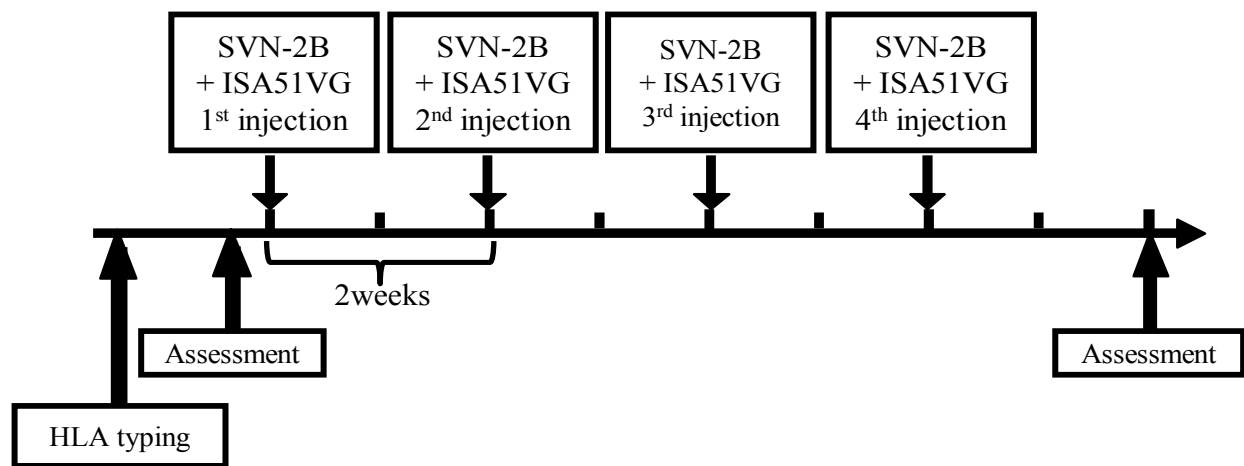 SVN-2B
+ ISA51VG
1st injection
SVN-2B
+ ISA51VG
2nd injection
SVN-2B
+ ISA51VG
3rd injection
SVN-2B
+ ISA51VG
4th injection
2weeks
Assessment
Assessment
HLA typing